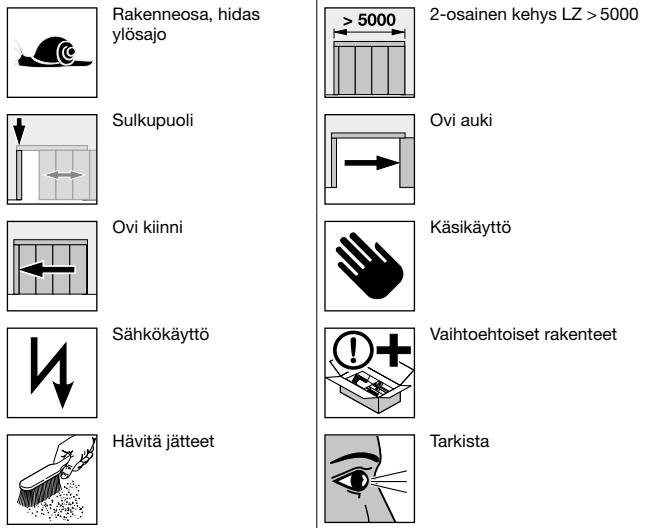 Rakenneosa, hidas
ylösajo
> 5000
2-osainen kehys LZ > 5000
Sulkupuoli
Ovi auki
Ovi kiinni
Käsikäyttö
Sähkökäyttö
Vaihtoehtoiset rakenteet
Hävitä jätteet
Tarkista